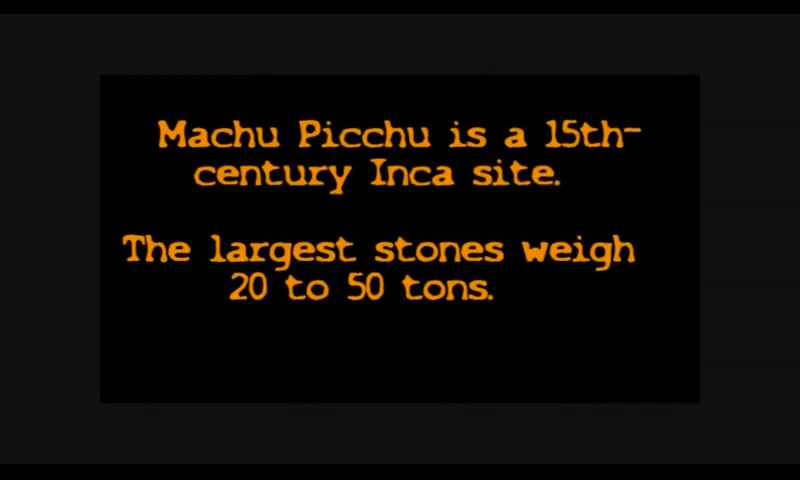 Machu Picchu is a 15th-
century Inca site.
The largest stones weigh
20 to 50 tons.